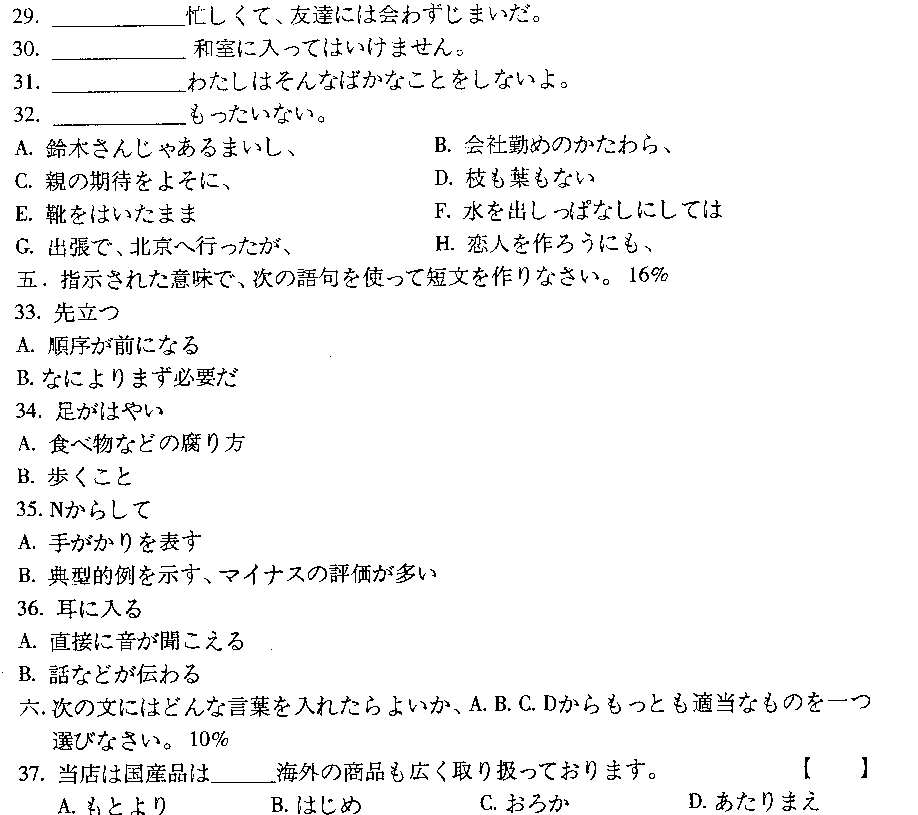 29. ____________忙しくて、友達には会わずじまいだ。
30. ____________ 和室に入ってはいけません。
31. ____________わたしはそんなばかなことをしないよ。
32. ____________もったいない。
A. 鈴木さんじゃあるまいし、 B. 会社勤めのかたわら、
C. 親の期待をよそに、 D. 枝も葉もない
E. 靴をはいたまま F. 水を出しっぱなしにしては
G. 出張で、北京へ行ったが、 H. 恋人を作ろうにも、
五．指示された意味で、次の語句を使って短文を作りなさい。16%
33. 先立つ
A. 順序が前になる
B. なによりまず必要だ
34. 足がはやい
A. 食べ物などの腐り方
B. 歩くこと
35. Nからして
A. 手がかりを表す
B. 典型的例を示す、マイナスの評価が多い
36. 耳に入る
A. 直接に音が聞こえる
B. 話などが伝わる
六. 次の文にはどんな言葉を入れたらよいか、A. B. C. Dからもっとも適当なものを一つ
選びなさい。10%
37. 当店は国産品は______海外の商品も広く取り扱っております。 【 】
A. もとより B. はじめ C. おろか D. あたりまえ